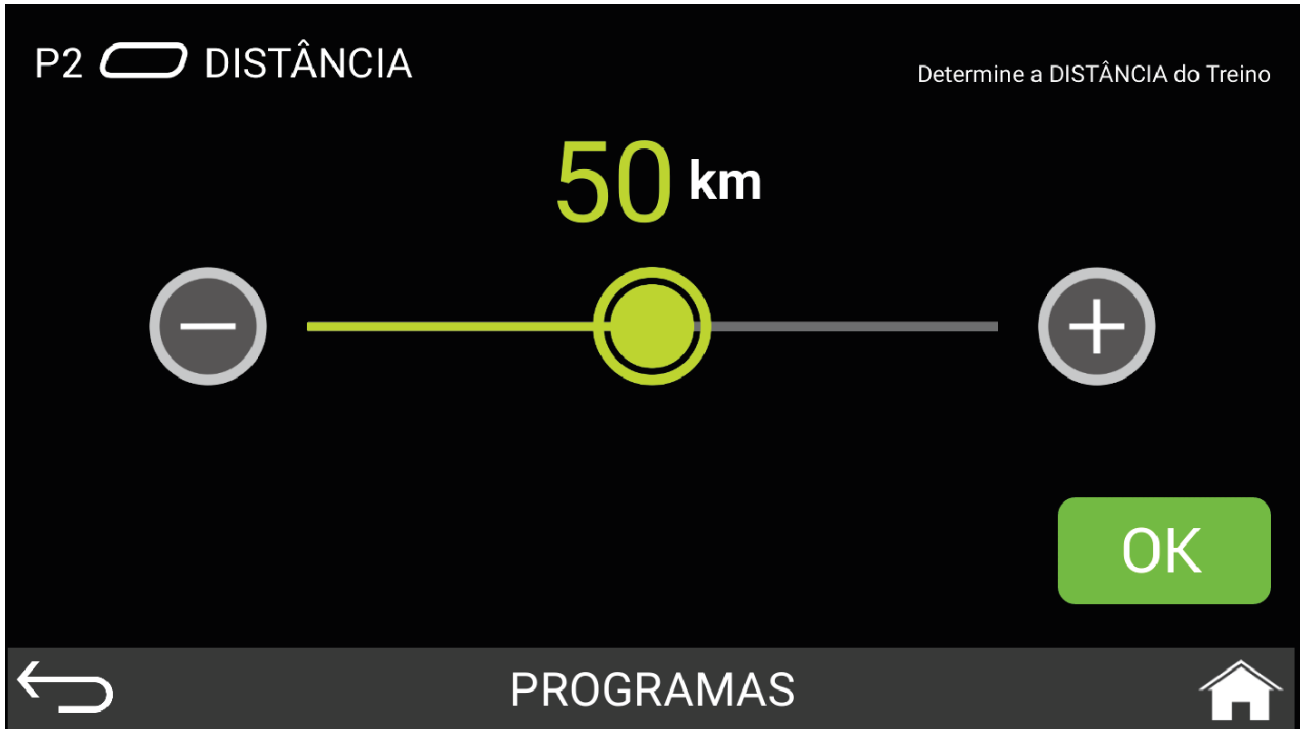 P2 DISTÂNCIA
Determine a DISTÂNCIA do Treino
50 km
OK
PROGRAMAS